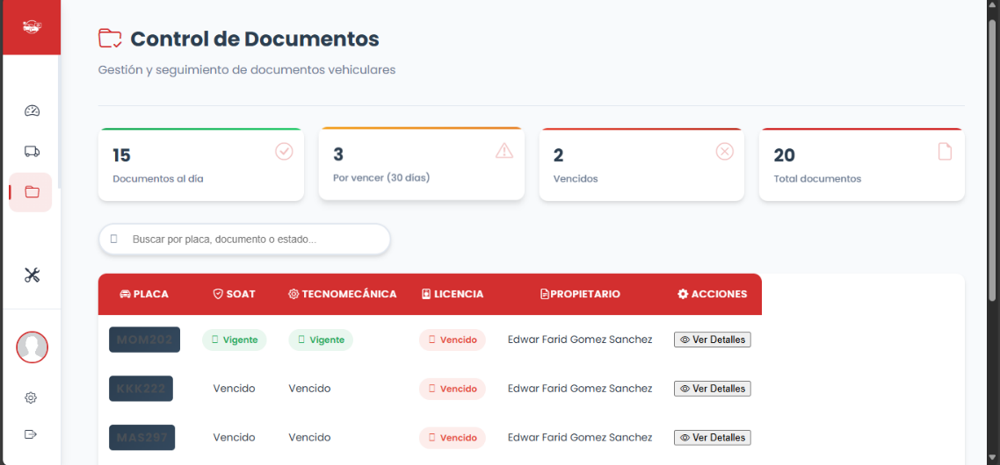 Control de Documentos
Gestión y seguimiento de documentos vehiculares
15
Documentos al día
3
Por vencer (30 días)
2
Vencidos
20
Total documentos
Buscar por placa, documento o estado...
PLACA SOAT TECNOMECÁNICA LICENCIA PROPIETARIO ACCIONES
MOM202 Vigente Vigente Vencido Edwar Farid Gomez Sanchez Ver Detalles
KKK222 Vencido Vencido Vencido Edwar Farid Gomez Sanchez Ver Detalles
MAS297 Vencido Vencido Vencido Edwar Farid Gomez Sanchez Ver Detalles